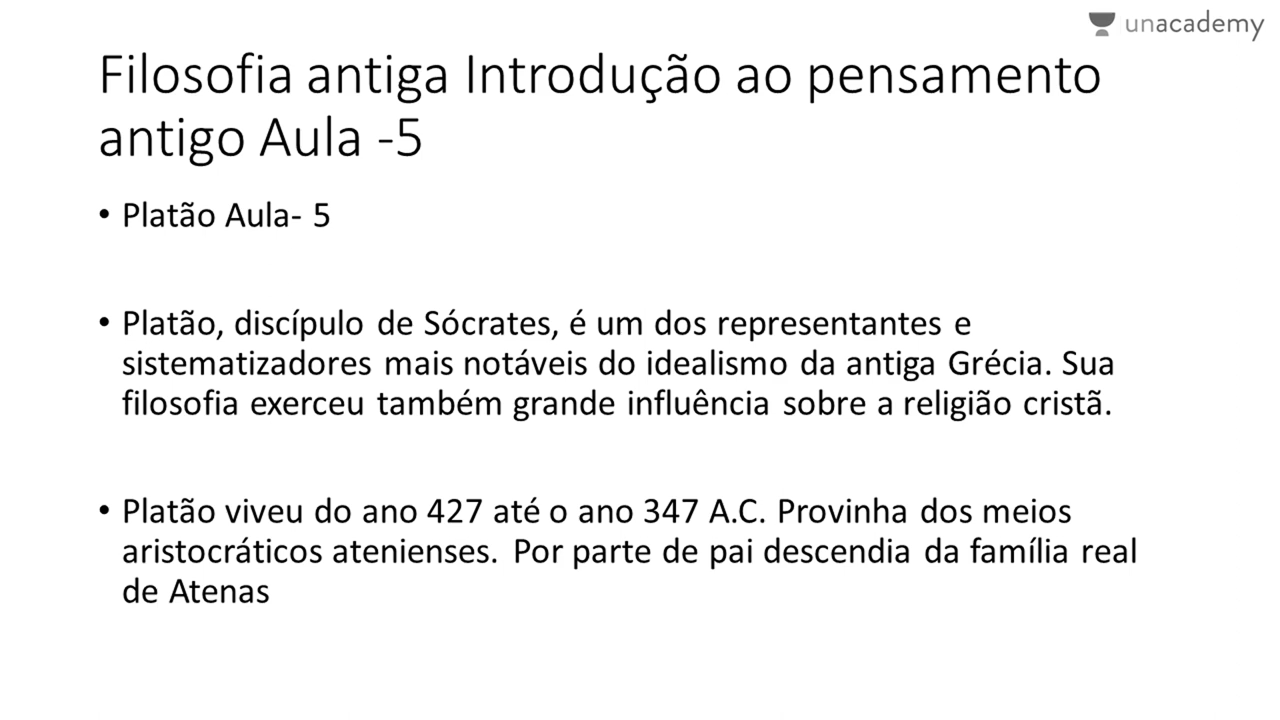 unacademy
Filosofia antiga Introdução ao pensamento
antigo Aula -5
• Platão Aula- 5
• Platão, discípulo de Sócrates, é um dos representantes e
sistematizadores mais notáveis do idealismo da antiga Grécia. Sua
filosofia exerceu também grande influência sobre a religião cristã.
• Platão viveu do ano 427 até o ano 347 A.C. Provinha dos meios
aristocráticos atenienses. Por parte de pai descendia da família real
de Atenas